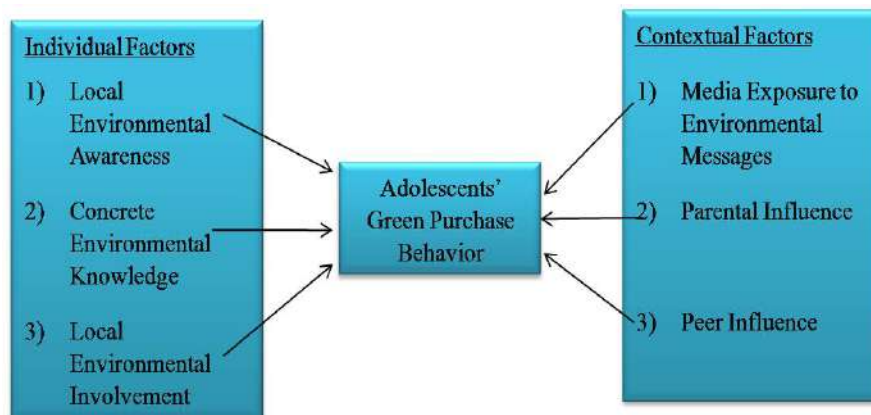 Individual Factors
1) Local
Environmental
Awareness
2) Concrete
Environmental
Knowledge
3) Local
Environmental
Involvement
Adolescents'
Green Purchase
Behavior
Contextual Factors
1) Media Exposure to
Environmental
Messages
2) Parental Influence
3) Peer Influence